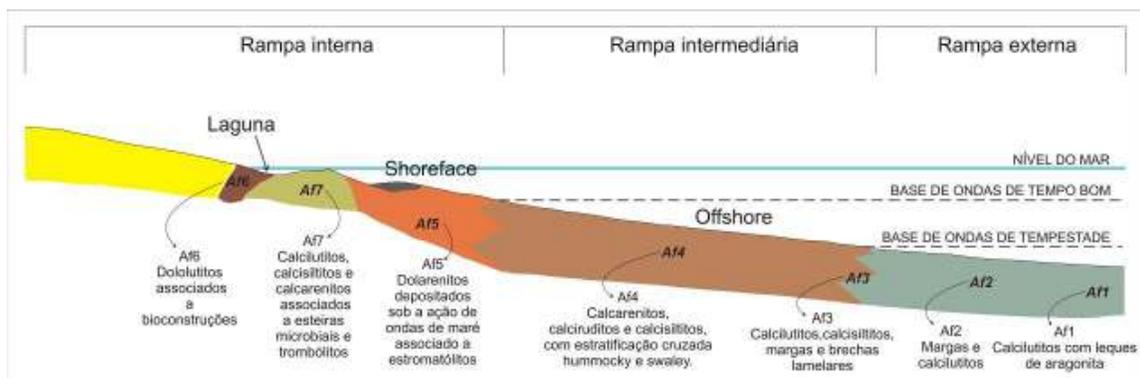 Rampa interna
Rampa intermediária
Rampa externa
Laguna
Shoreface
NÍVEL DO MAR
BASE DE ONDAS DE TEMPO BOM
Offshore
BASE DE ONDAS DE TEMPESTADE
Af6
Af7
Af5
Af4
Af3
Af2
Af1
Af6
Dololutitos
associados
a
bioconstruções
Af7
Calcilutitos,
calcisiltitos e
calcarenitos
associados
a esteiras
microbiais e
trombólitos
Af5
Dolarenitos
depositados
sob a ação de
ondas de maré
associado a
estromatólitos
Af4
Calcarenitos,
calciruditos e calcisiltitos,
com estratificação cruzada
hummocky e swaley.
Af3
Calcilutitos,calcisiltitos,
margas e brechas
lamelares
Af2
Margas e
calcilutitos
Af1
Calcilutitos com leques
de aragonita